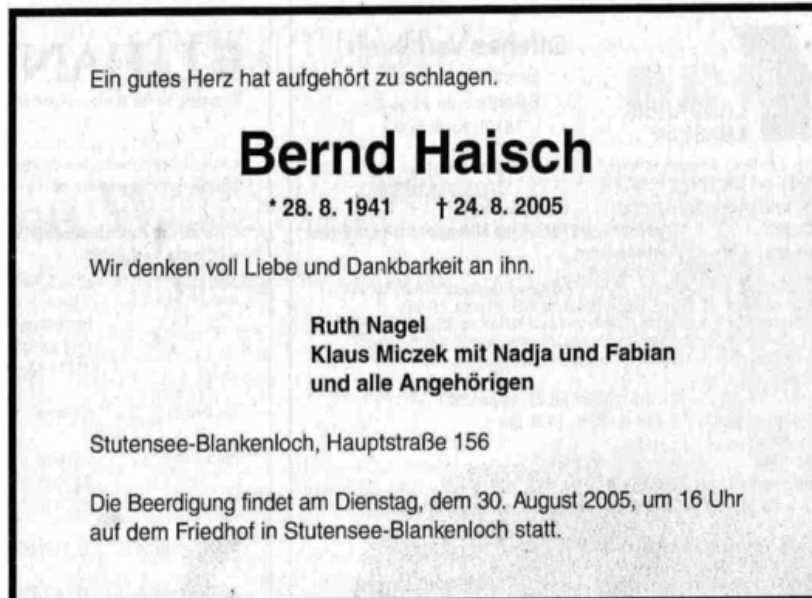 Ein gutes Herz hat aufgehört zu schlagen.
Bernd Haisch
* 28. 8. 1941 † 24. 8. 2005
Wir denken voll Liebe und Dankbarkeit an ihn.
Ruth Nagel
Klaus Miczek mit Nadja und Fabian
und alle Angehörigen
Stutensee-Blankenloch, Hauptstraße 156
Die Beerdigung findet am Dienstag, dem 30. August 2005, um 16 Uhr
auf dem Friedhof in Stutensee-Blankenloch statt.